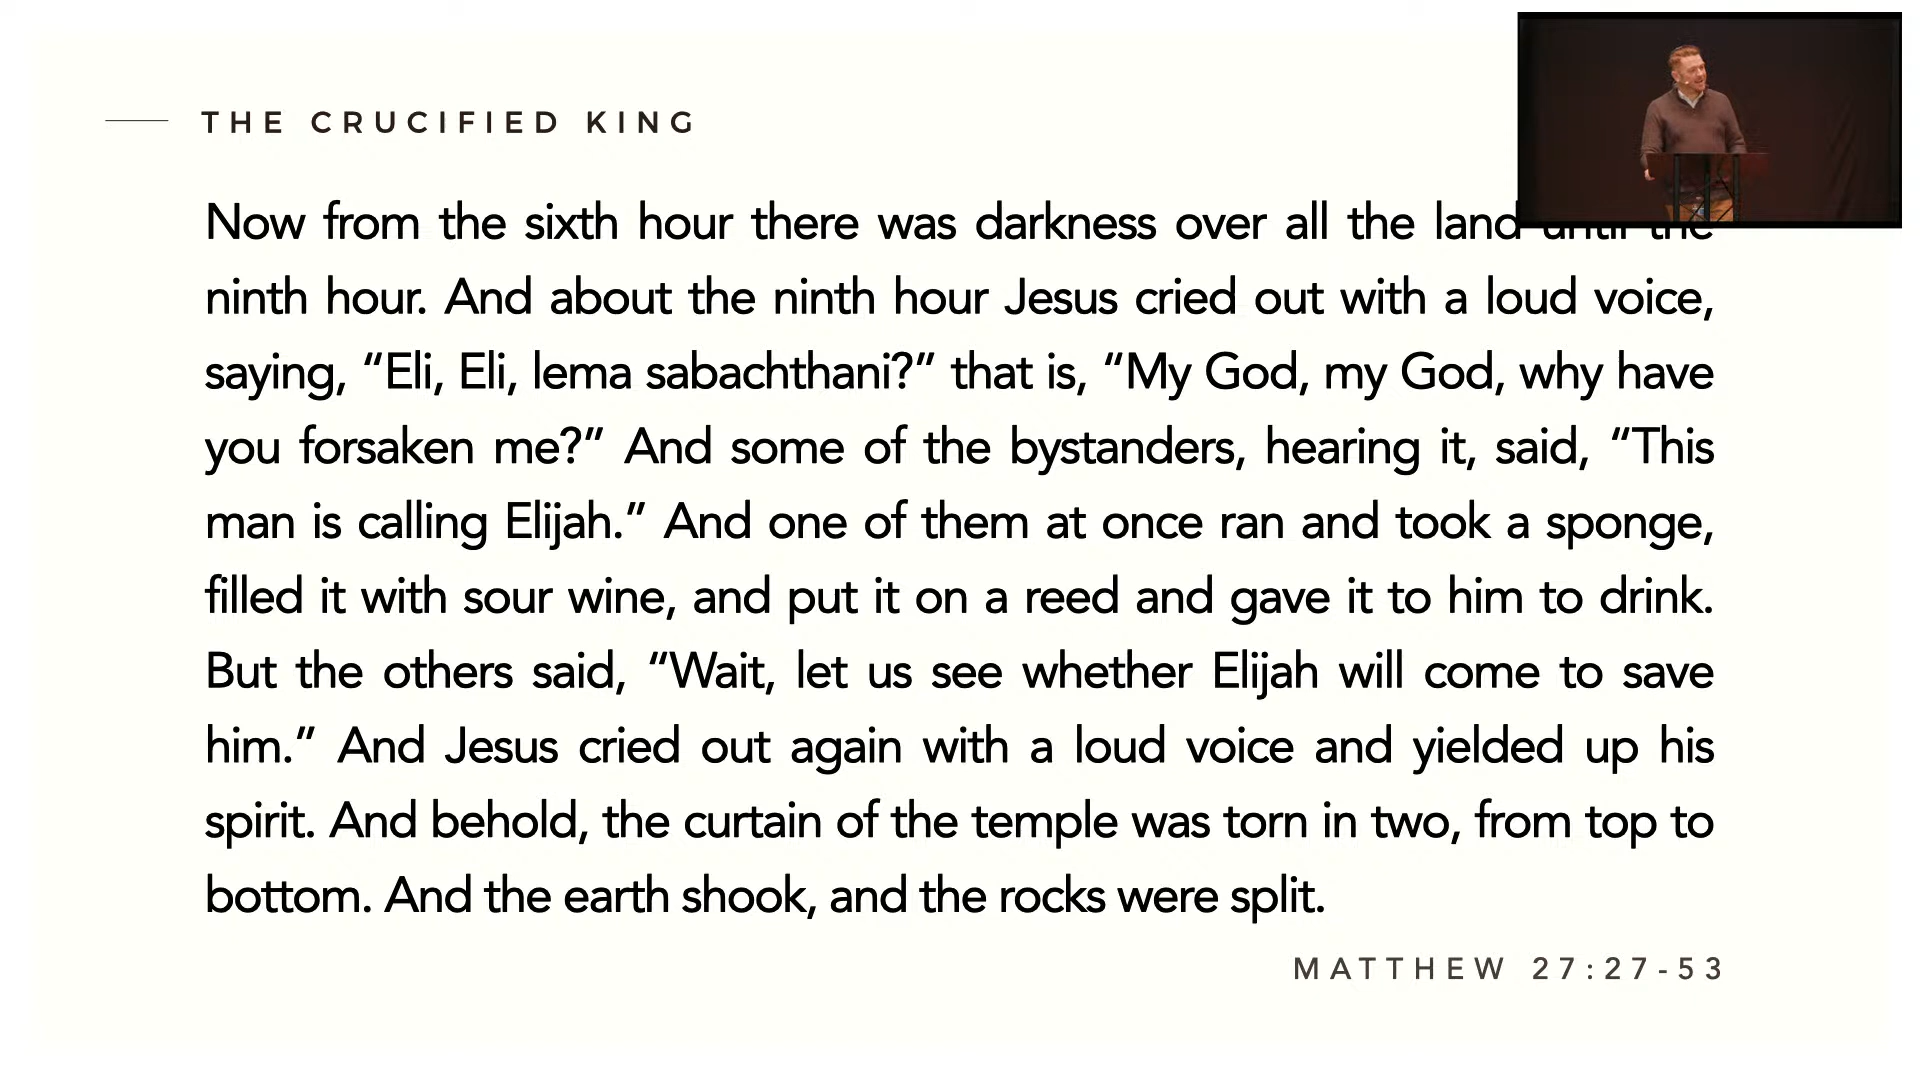 THE CRUCIFIED KING
Now from the sixth hour there was darkness over all the land until the
ninth hour. And about the ninth hour Jesus cried out with a loud voice,
saying, “Eli, Eli, lema sabachthani?” that is, “My God, my God, why have
you forsaken me?” And some of the bystanders, hearing it, said, “This
man is calling Elijah.” And one of them at once ran and took a sponge,
filled it with sour wine, and put it on a reed and gave it to him to drink.
But the others said, “Wait, let us see whether Elijah will come to save
him.” And Jesus cried out again with a loud voice and yielded up his
spirit. And behold, the curtain of the temple was torn in two, from top to
bottom. And the earth shook, and the rocks were split.
MATTHEW 27:27-53